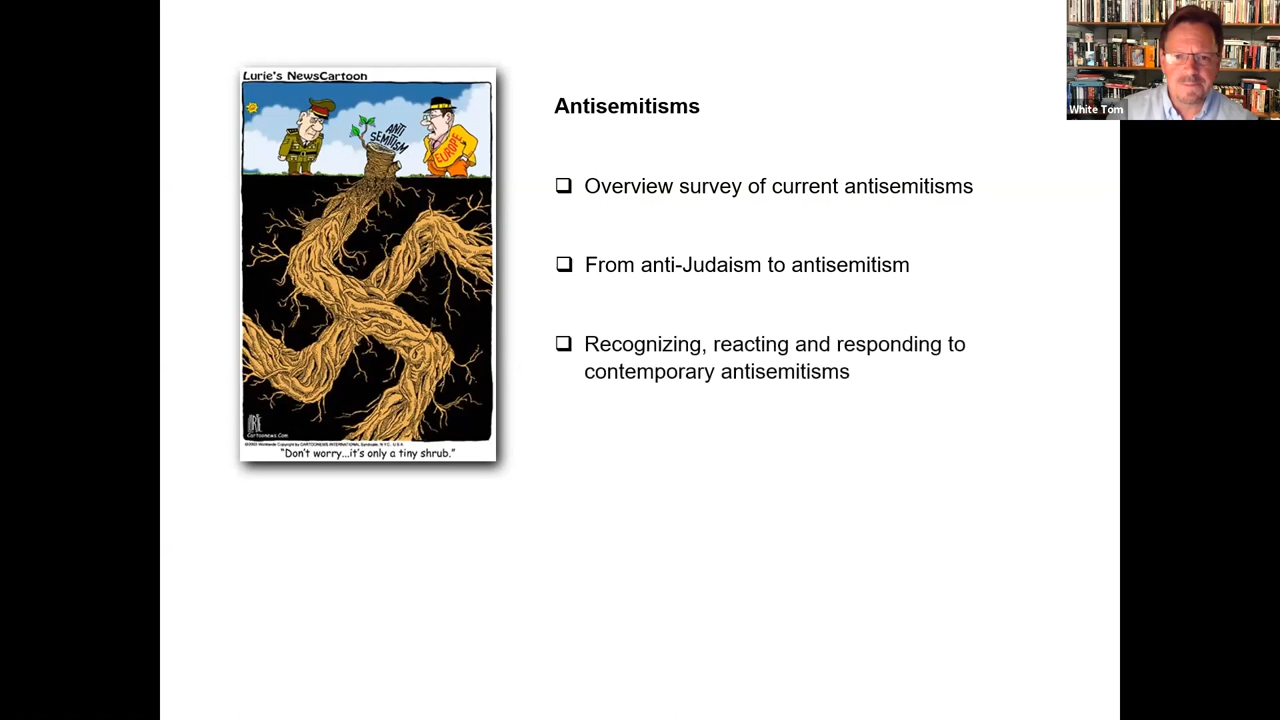 Lurie's NewsCartoon
ANTI
SEMITISM
EUROPE
LURIE
Cartoonews.Com
©2003 Worldwide Copyright by CARTOONEWS INTERNATIONAL Syndicate, N.Y.C., U.S.A.
"Don't worry...it's only a tiny shrub."
Antisemitisms
❑ Overview survey of current antisemitisms
❑ From anti-Judaism to antisemitism
❑ Recognizing, reacting and responding to
contemporary antisemitisms
White Tom